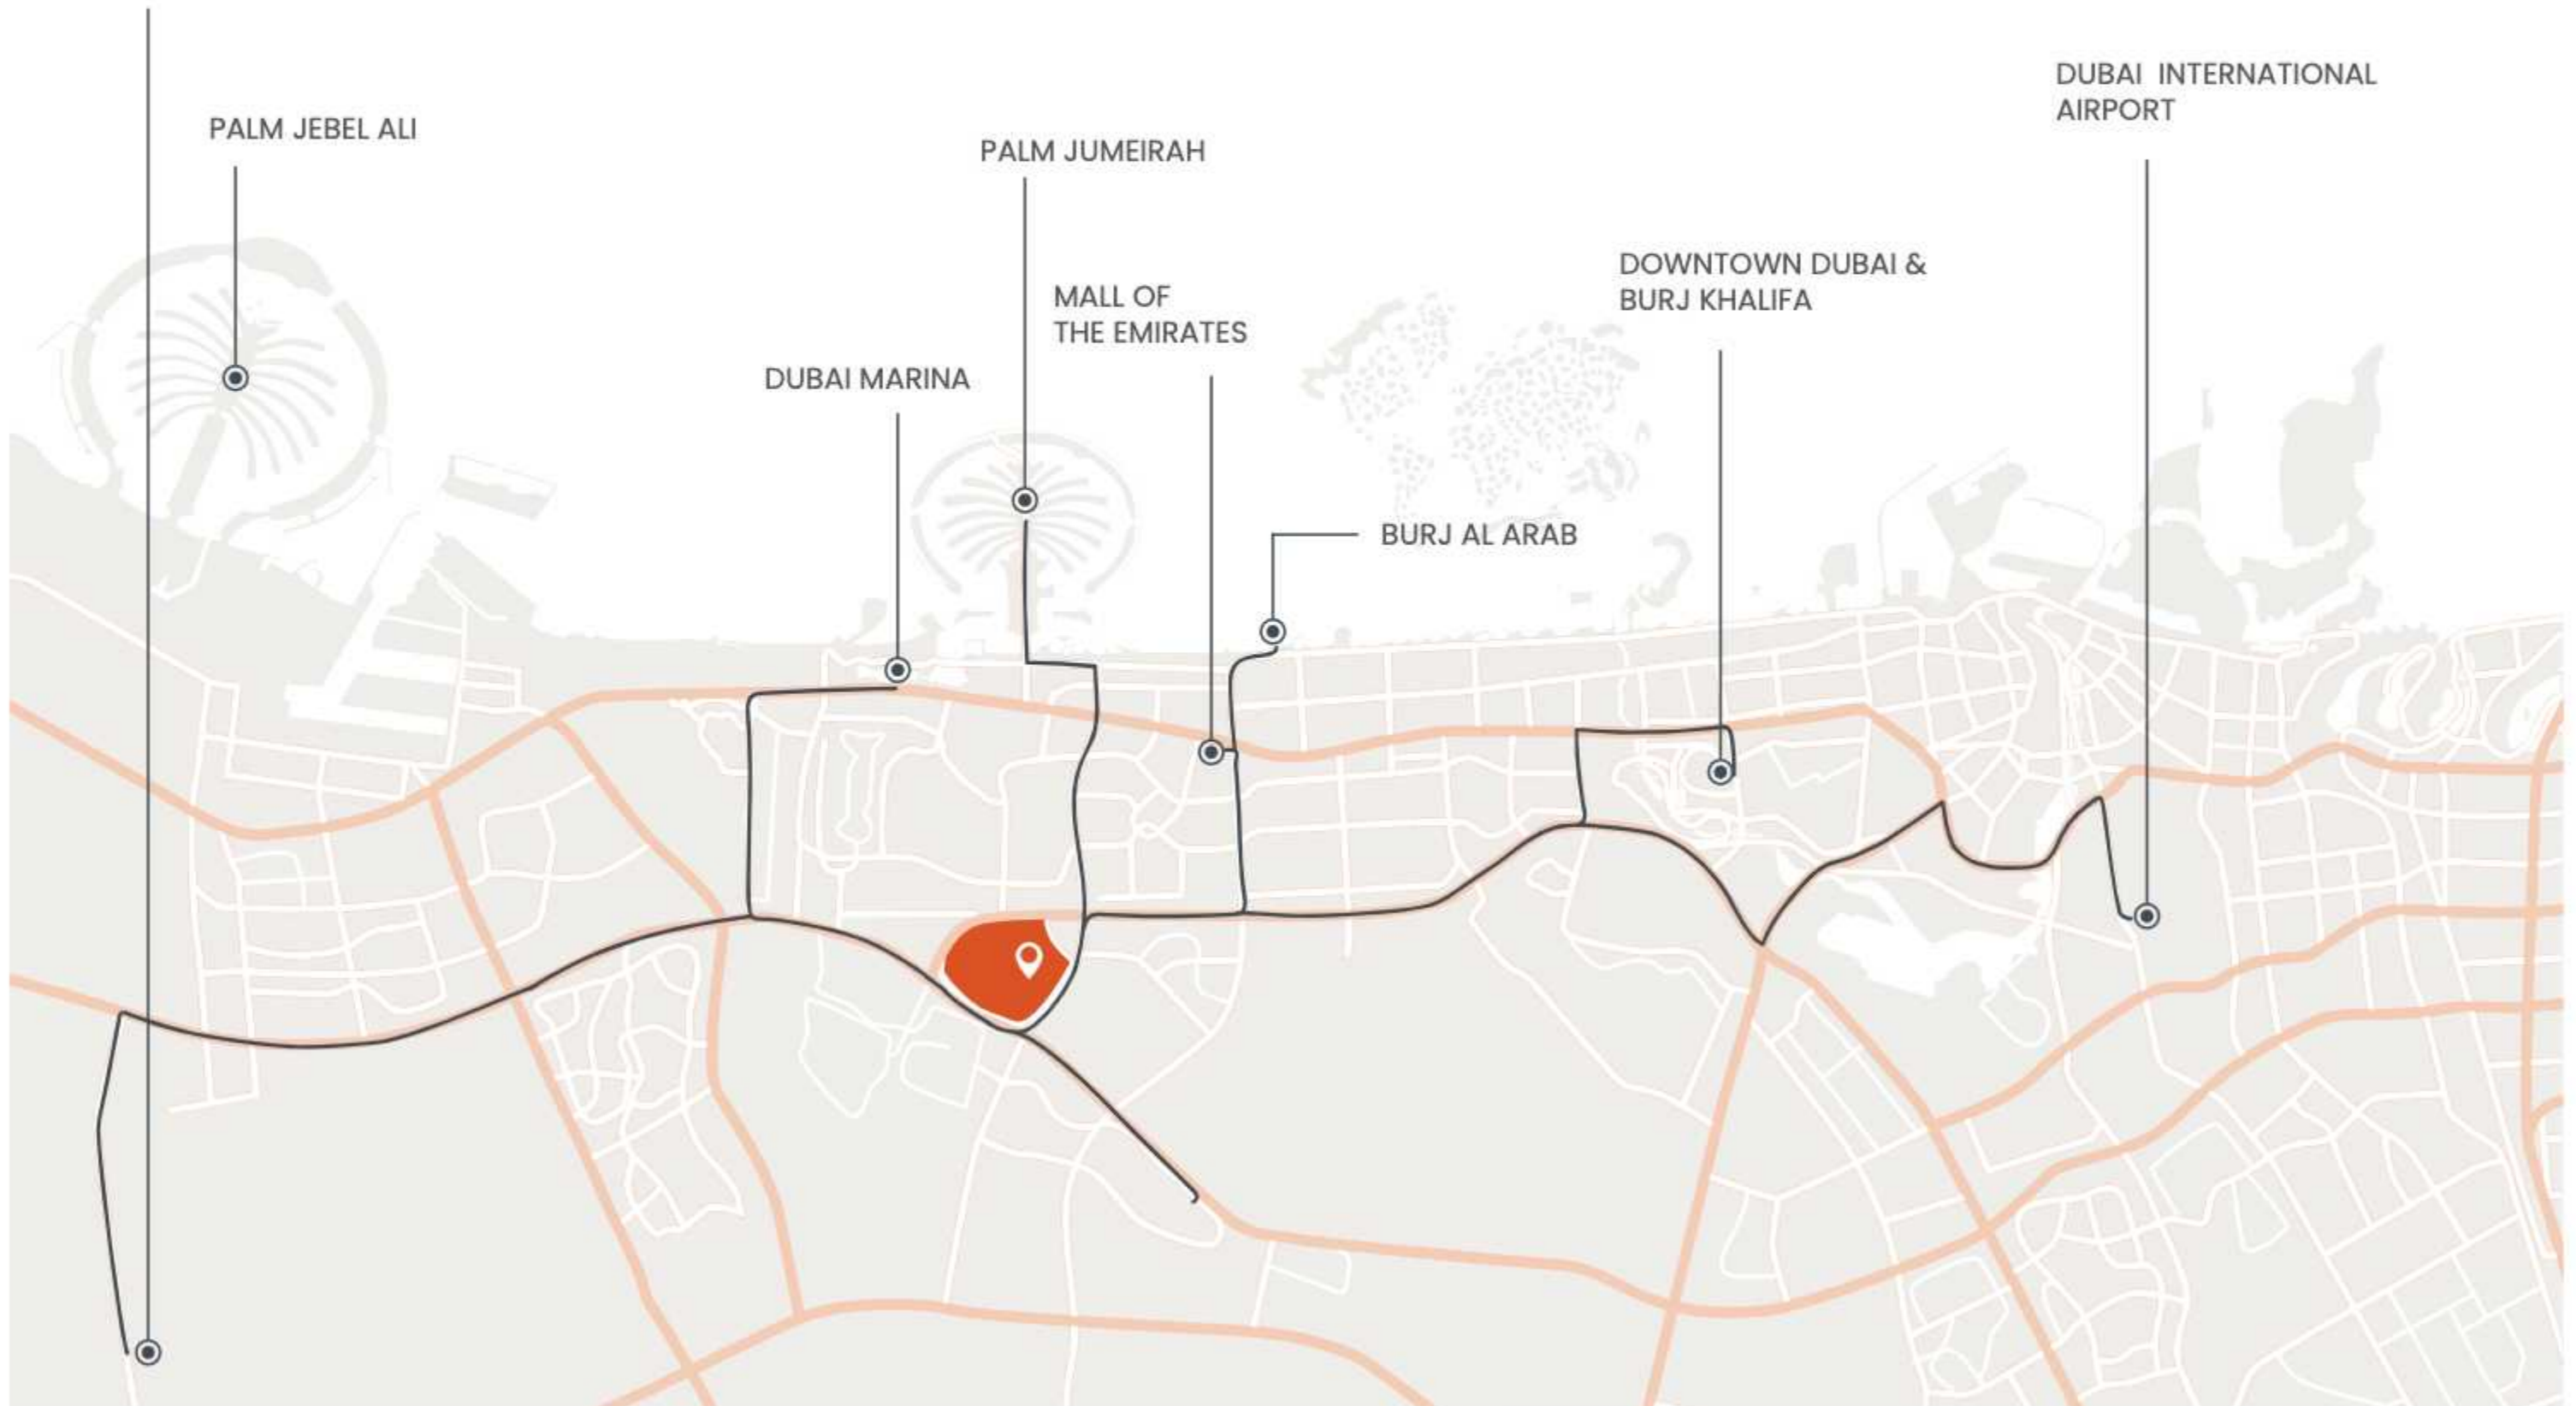 PALM JEBEL ALI
PALM JUMEIRAH
MALL OF
THE EMIRATES
DUBAI MARINA
BURJ AL ARAB
DOWNTOWN DUBAI &
BURJ KHALIFA
DUBAI INTERNATIONAL
AIRPORT